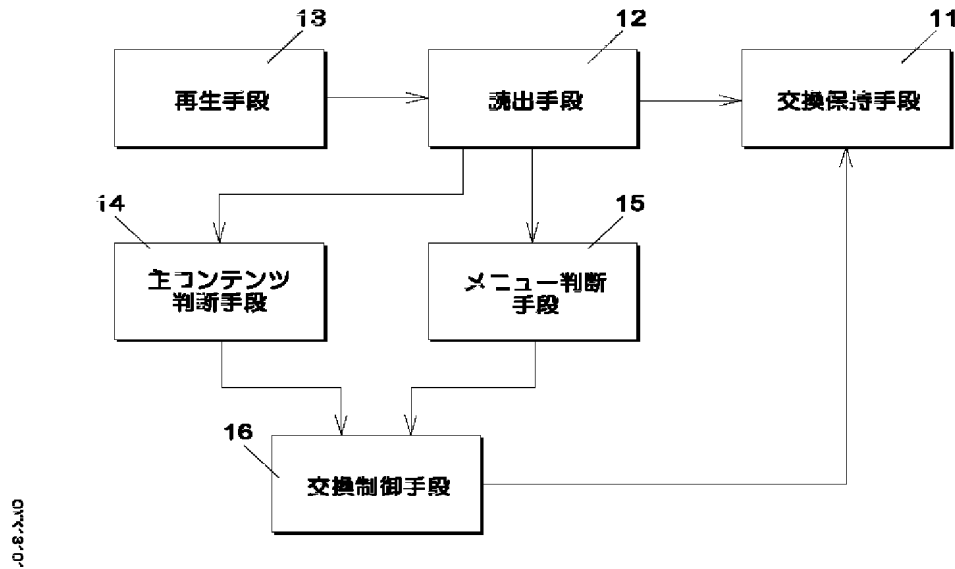 13
12
11
再生手段
読出手段
交換保持手段
14
15
主コンテンツ
判断手段
メニュー判断
手段
16
交換制御手段